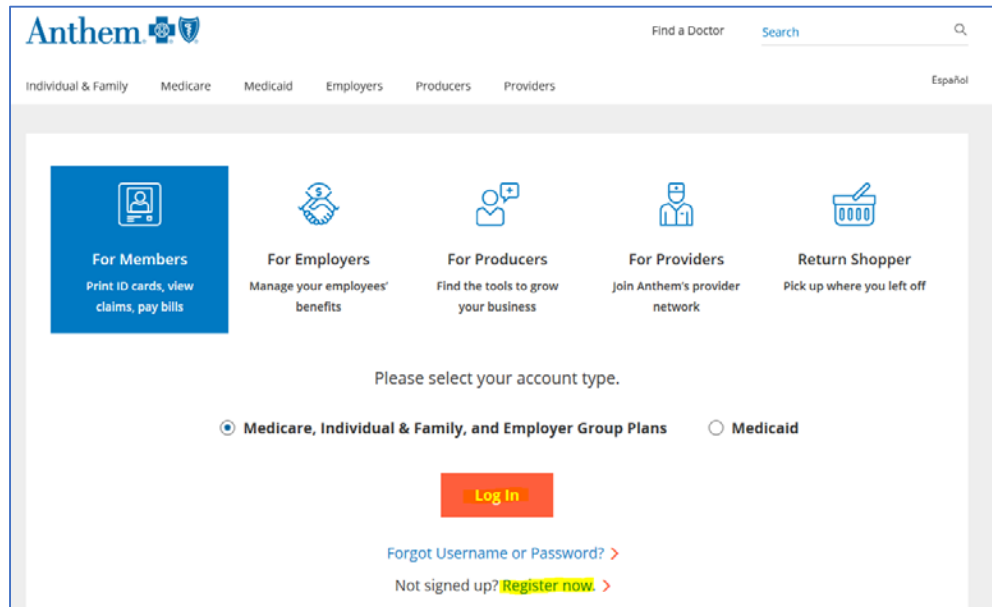 Anthem
Find a Doctor
Search
Individual & Family Medicare Medicaid Employers Producers Providers
Español
For Members
Print ID cards, view
claims, pay bills
For Employers
Manage your employees'
benefits
For Producers
Find the tools to grow
your business
For Providers
Join Anthem's provider
network
Return Shopper
Pick up where you left off
Please select your account type.
Medicare, Individual & Family, and Employer Group Plans
Medicaid
Log In
Forgot Username or Password? >
Not signed up? Register now. >